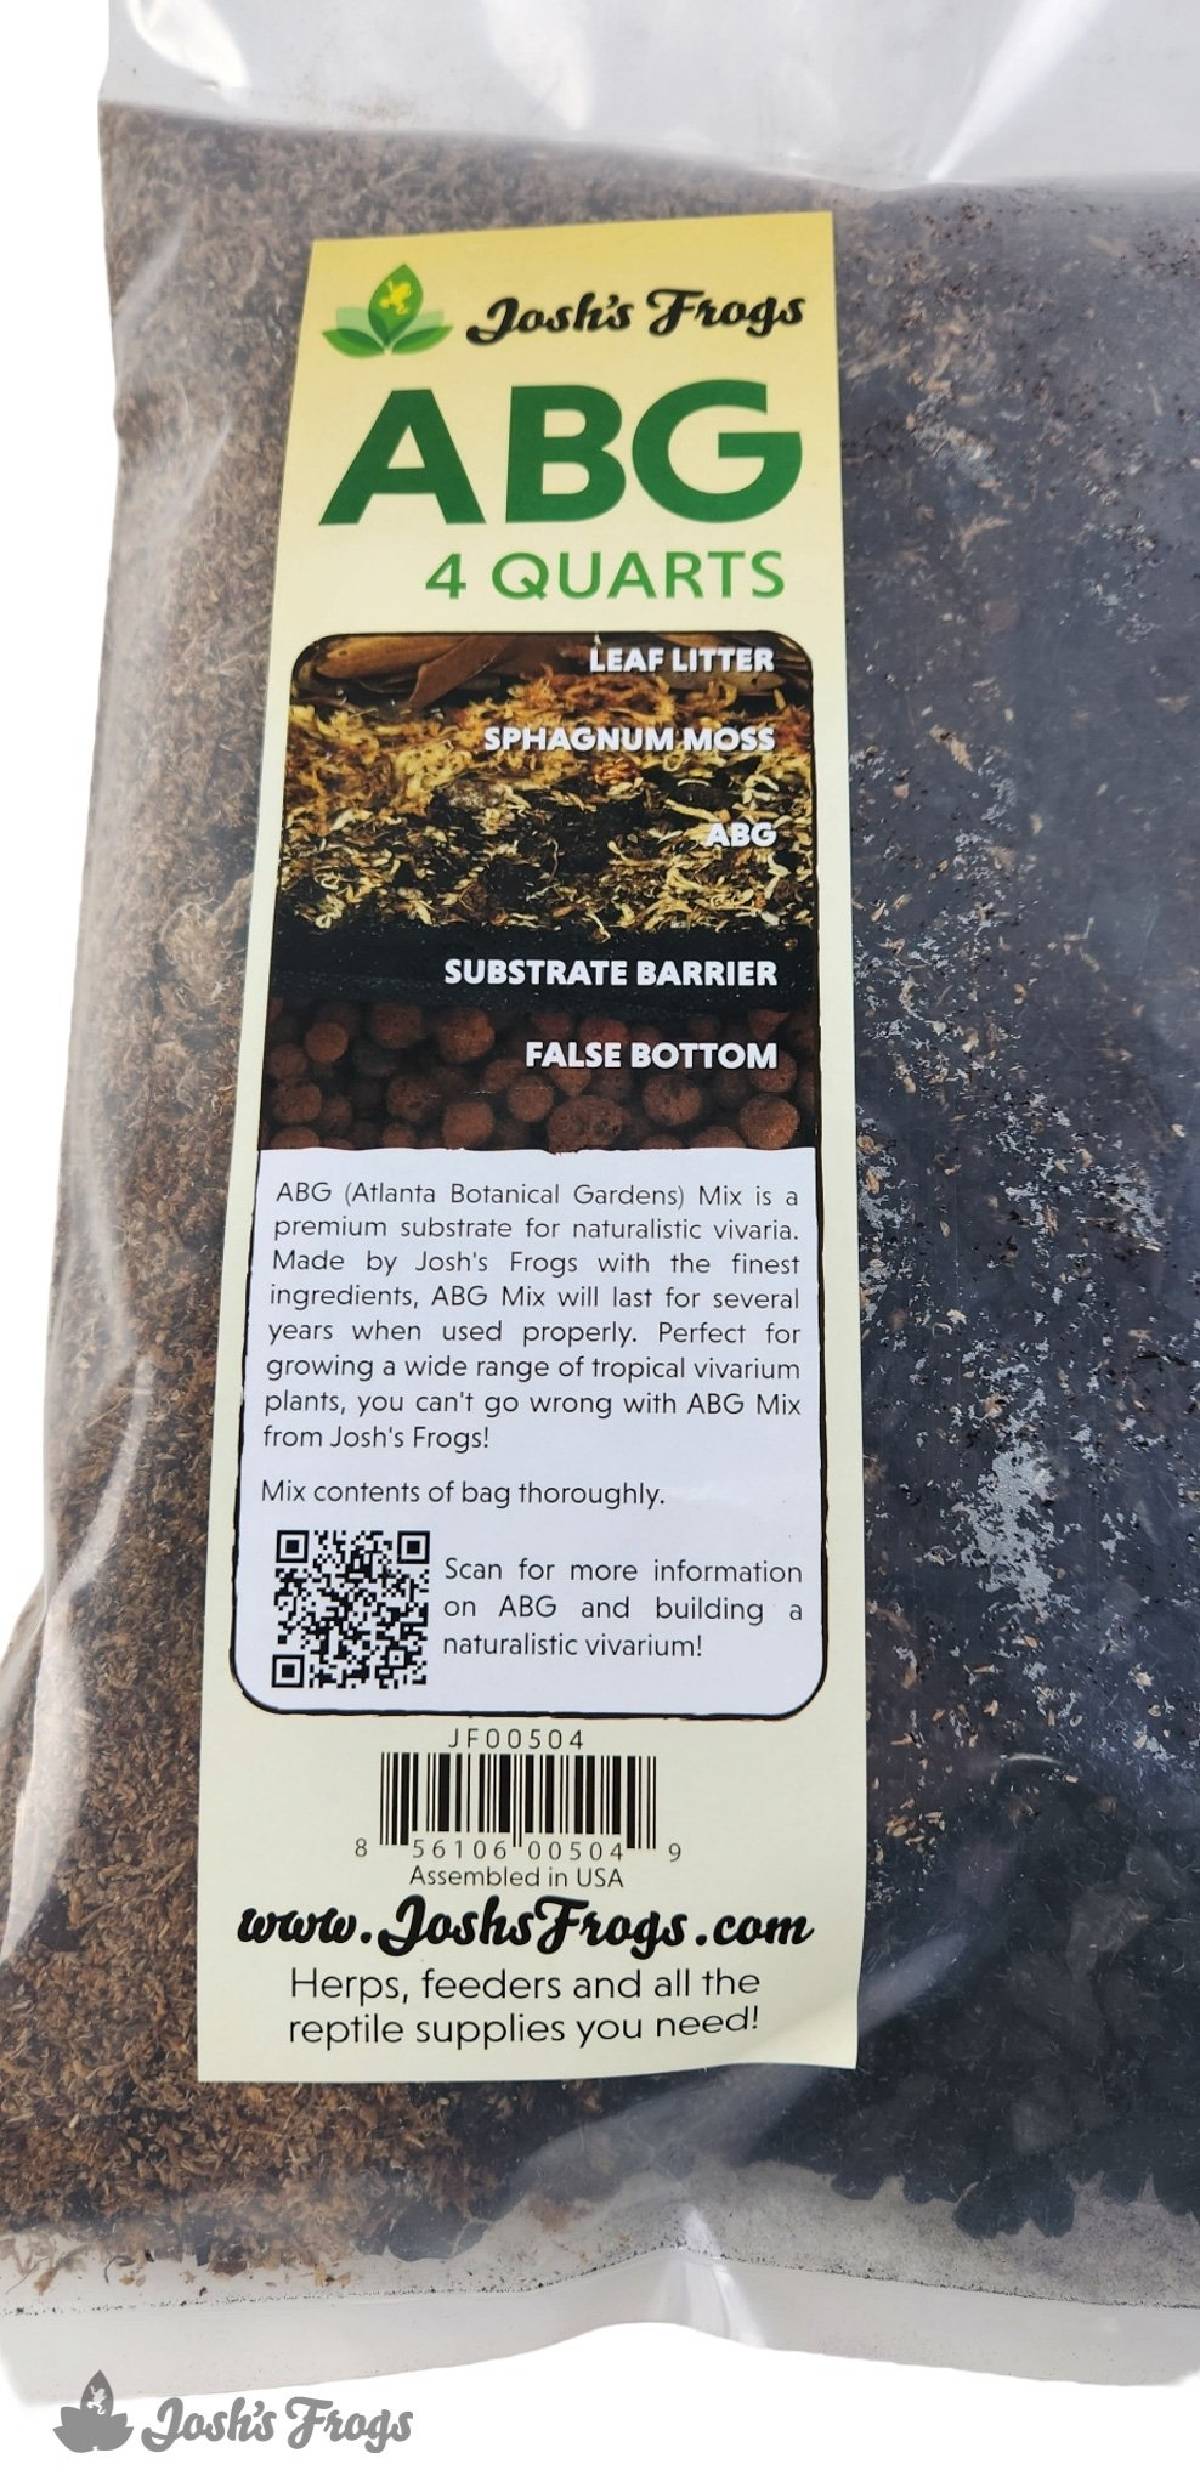 Josh's Frogs
ABG
4 QUARTS
LEAF LITTER
SPHAGNUM MOSS
ABG
SUBSTRATE BARRIER
FALSE BOTTOM
ABG (Atlanta Botanical Gardens) Mix is a
premium substrate for naturalistic vivaria.
Made by Josh's Frogs with the finest
ingredients, ABG Mix will last for several
years when used properly. Perfect for
growing a wide range of tropical vivarium
plants, you can't go wrong with ABG Mix
from Josh's Frogs!
Mix contents of bag thoroughly.
Scan for more information
on ABG and building a
naturalistic vivarium!
JF00504
8 56106 00504 9
Assembled in USA
www.JoshsFrogs.com
Herps, feeders and all the
reptile supplies you need!
Josh's Frogs